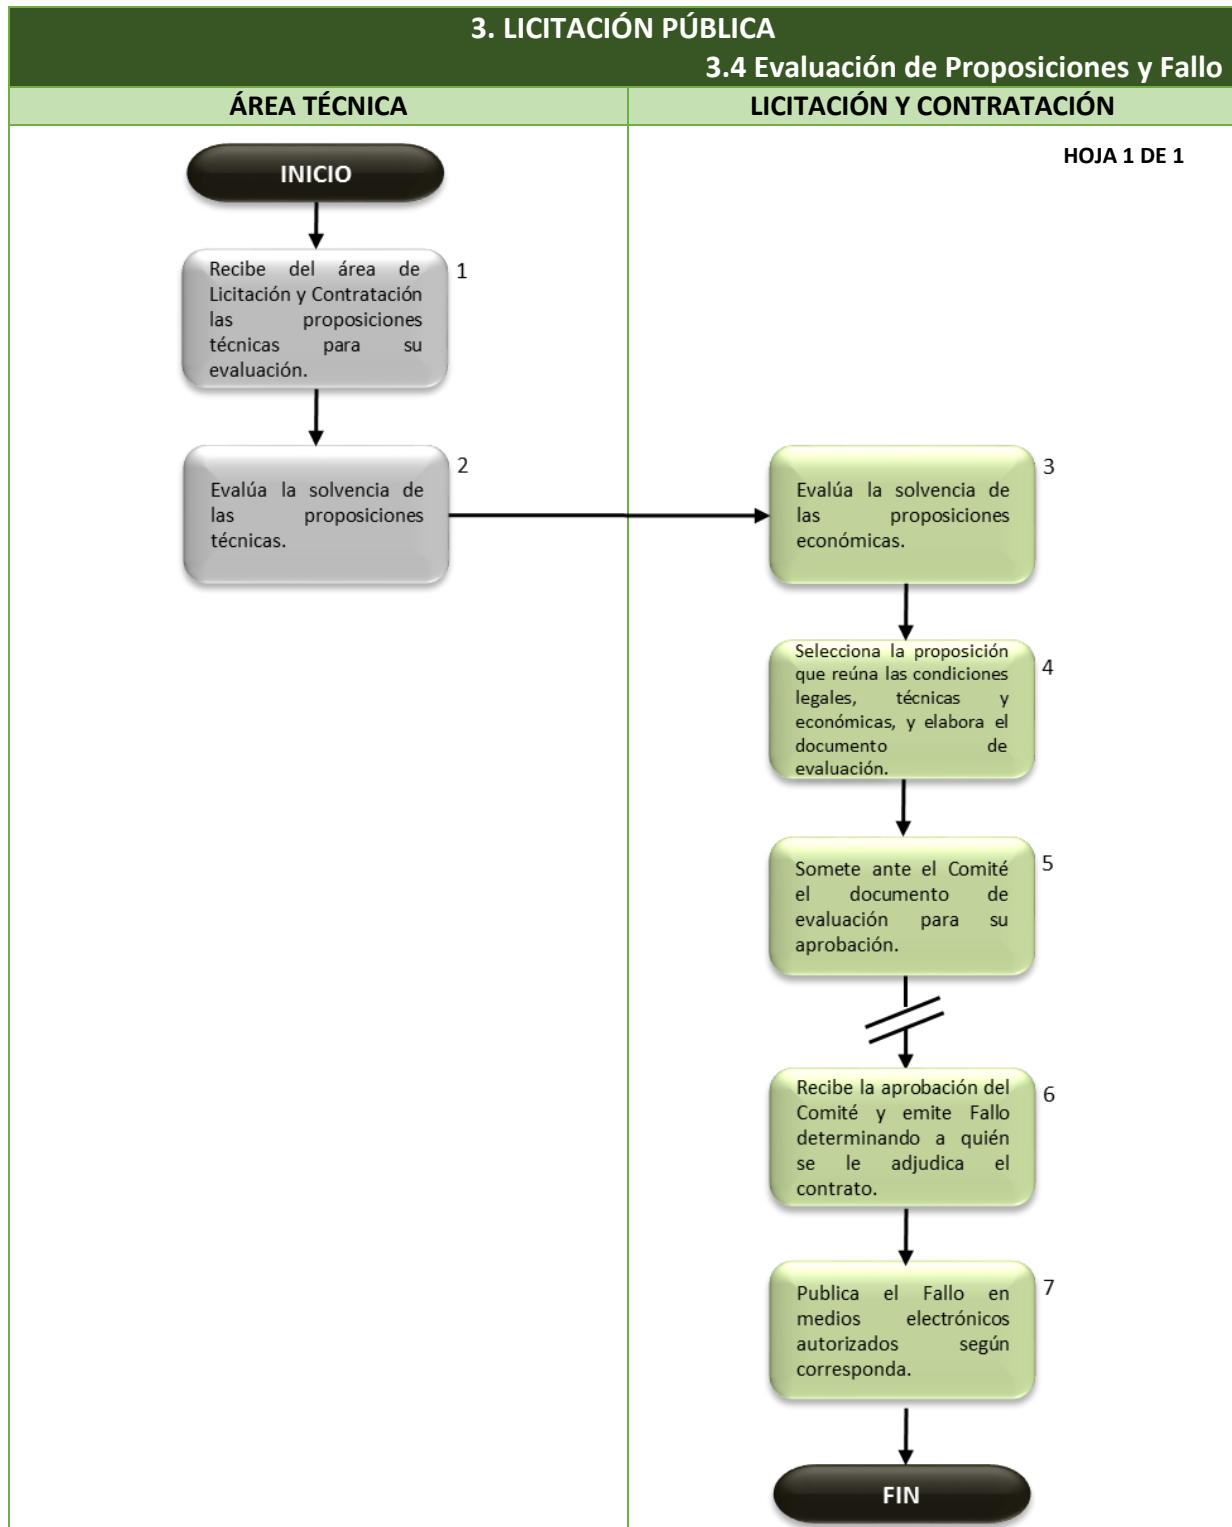 3. LICITACIÓN PÚBLICA
3.4 Evaluación de Proposiciones y Fallo
ÁREA TÉCNICA
LICITACIÓN Y CONTRATACIÓN
HOJA 1 DE 1
INICIO
Recibe del área de
Licitación y Contratación
las proposiciones
técnicas para su
evaluación.
1
Evalúa la solvencia de
las proposiciones
técnicas.
2
Evalúa la solvencia de
las proposiciones
económicas.
3
Selecciona la proposición
que reúna las condiciones
legales, técnicas y
económicas, y elabora el
documento de
evaluación.
4
Somete ante el Comité
el documento de
evaluación para su
aprobación.
5
Recibe la aprobación del
Comité y emite Fallo
determinando a quién
se le adjudica el
contrato.
6
Publica el Fallo en
medios electrónicos
autorizados según
corresponda.
7
FIN